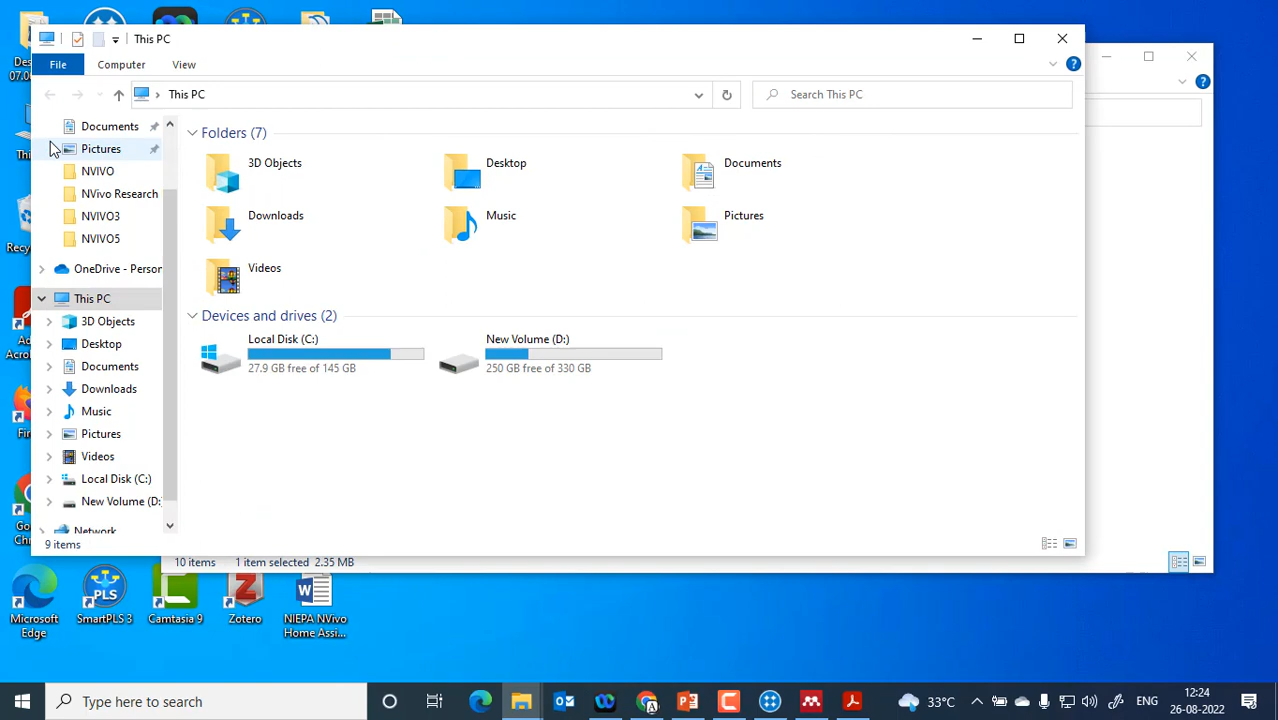 This PC
File
Computer
View
This PC
Search This PC
Documents
Pictures
NVIVO
NVivo Research
NVIVO3
NVIVO5
OneDrive - Person
This PC
3D Objects
Desktop
Documents
Downloads
Music
Pictures
Videos
Local Disk (C:)
New Volume (D:
Network
Folders (7)
3D Objects
Desktop
Documents
Downloads
Music
Pictures
Videos
Devices and drives (2)
Local Disk (C:)
27.9 GB free of 145 GB
New Volume (D:)
250 GB free of 330 GB
9 items
10 items
1 item selected 2.35 MB
Microsoft
Edge
SmartPLS 3
Camtasia 9
Zotero
NIEPA NVivo
Home Assi...
Type here to search
33°C
ENG
12:24
26-08-2022